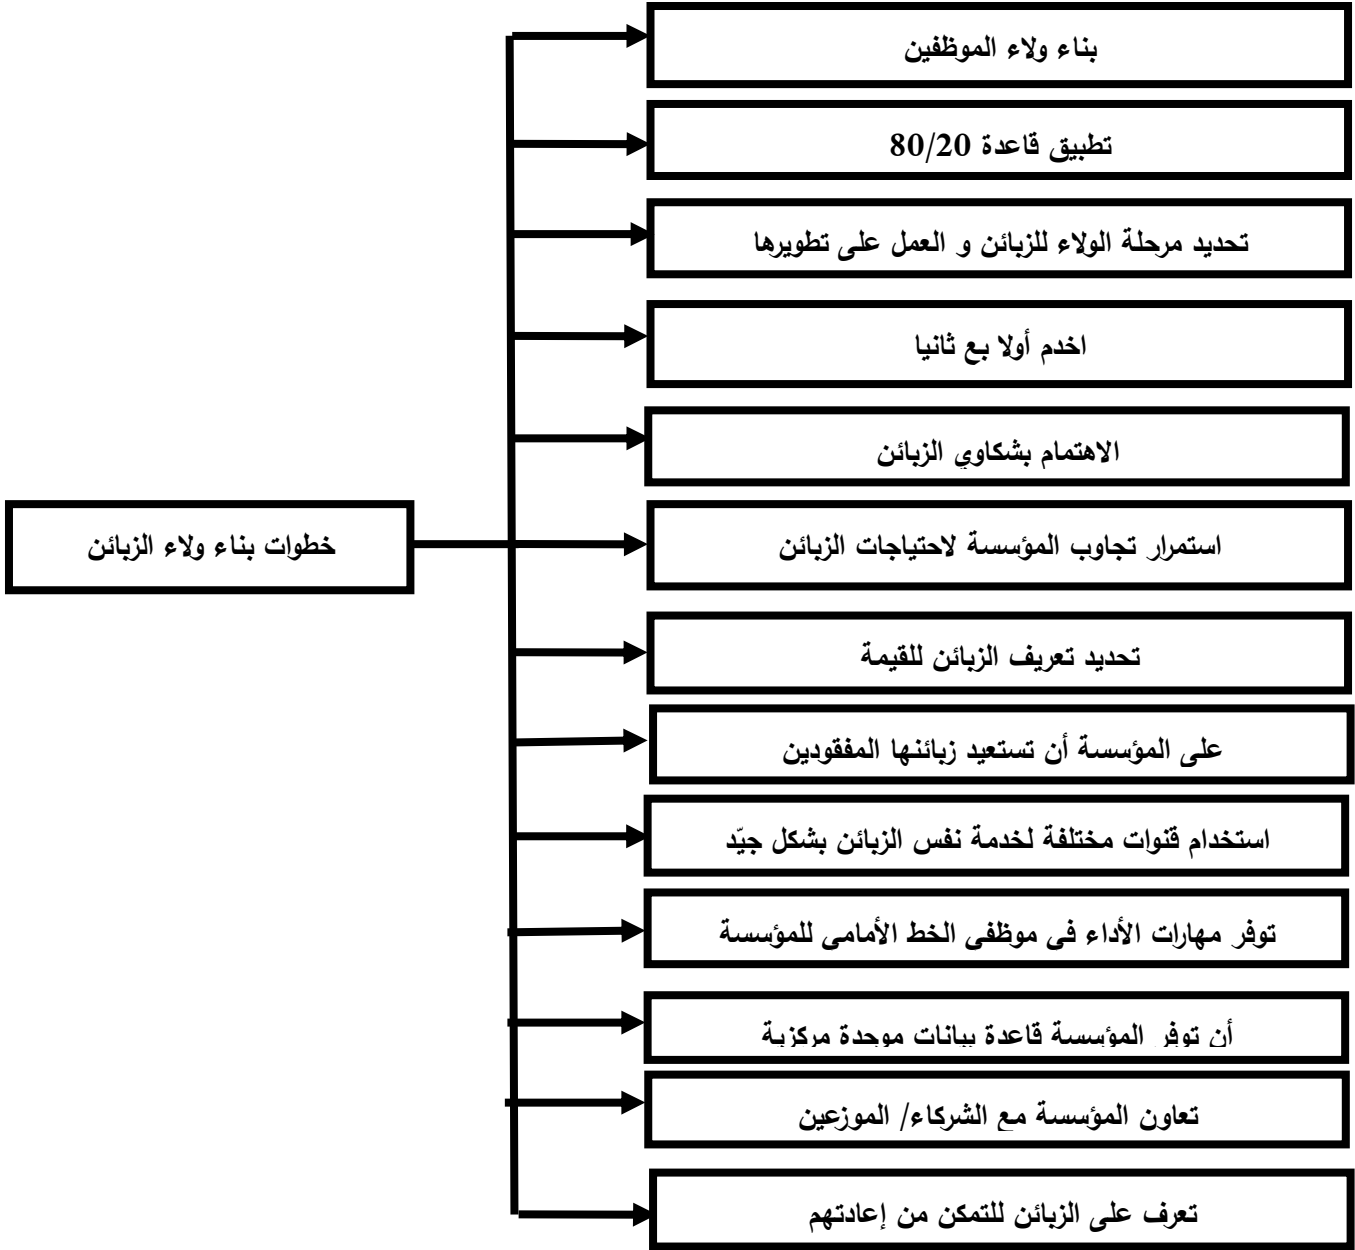 بناء ولاء الموظفين
تطبيق قاعدة 80/20
تحديد مرحلة الولاء للزبائن و العمل على تطويرها
اخدم أولا بع ثانيا
الاهتمام بشكاوي الزبائن
خطوات بناء ولاء الزبائن
استمرار تجاوب المؤسسة لاحتياجات الزبائن
تحديد تعريف الزبائن للقيمة
على المؤسسة أن تستعيد زبائنها المفقودين
استخدام قنوات مختلفة لخدمة نفس الزبائن بشكل جيّد
توفر مهارات الأداء في موظفي الخط الأمامي للمؤسسة
أن توفر المؤسسة قاعدة بيانات موحدة مركزية
تعاون المؤسسة مع الشركاء/ الموزعين
تعرف على الزبائن للتمكن من إعادتهم